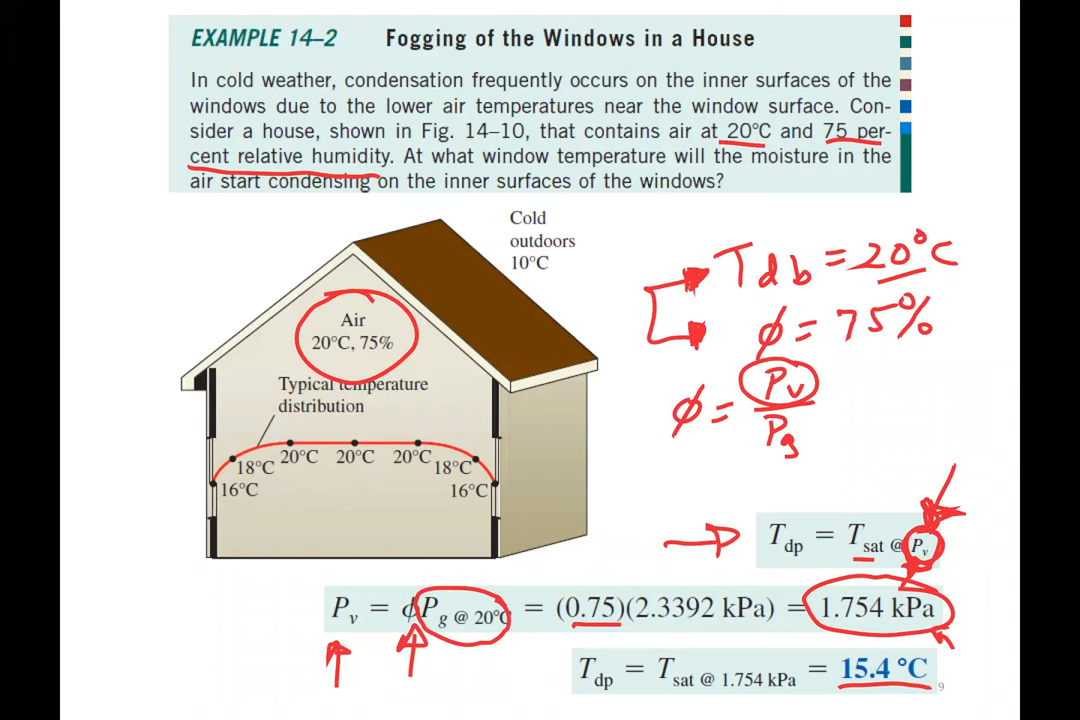 EXAMPLE 14–2 Fogging of the Windows in a House
In cold weather, condensation frequently occurs on the inner surfaces of the
windows due to the lower air temperatures near the window surface. Con-
sider a house, shown in Fig. 14–10, that contains air at 20°C and 75 per-
cent relative humidity. At what window temperature will the moisture in the
air start condensing on the inner surfaces of the windows?
Cold
outdoors
10°C
Tdb = 20°C
ϕ = 75%
Air
20°C, 75%
ϕ = Pv / Pg
Typical temperature
distribution
18°C 20°C 20°C 20°C 18°C
16°C 16°C
Tdp = Tsat @ Pv
Pv = ϕPg @ 20°C = (0.75)(2.3392 kPa) = 1.754 kPa
Tdp = Tsat @ 1.754 kPa = 15.4 °C
9